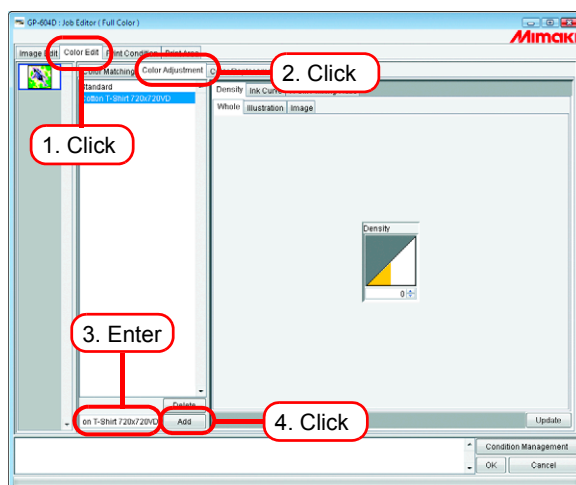 GP-604D : Job Editor ( Full Color )
Mimaki
Image Edit Color Edit Print Condition Print Area
Color Matching Color Adjustment
2. Click
Standard
Cotton T-Shirt 720x720VD
Density Ink Curve
Whole Illustration Image
1. Click
Density
0
3. Enter
Delete
on T-Shirt 720x720VD Add
4. Click
Update
Condition Management
OK Cancel